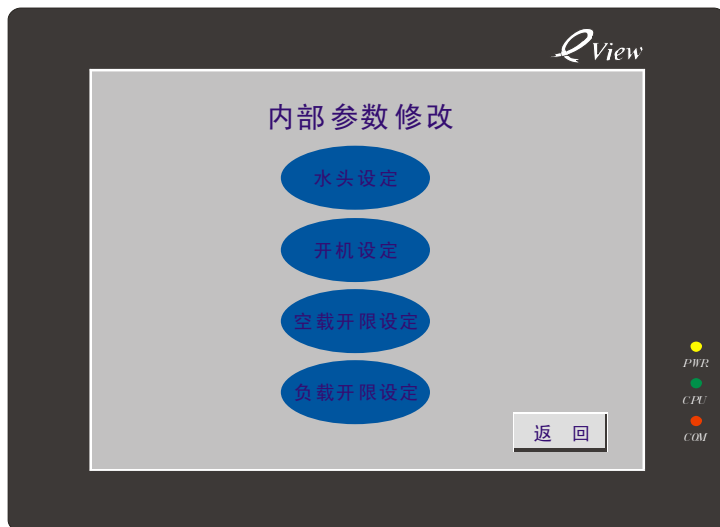 eView
内部参数修改
水头设定
开机设定
空载开限设定
负载开限设定
PWR
CPU
返 回
COM